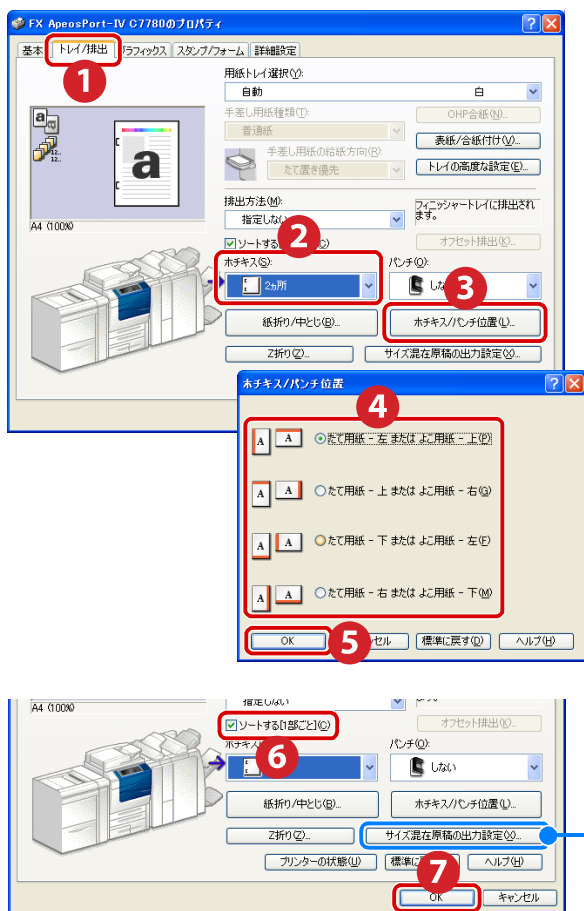 FX ApeosPort-IV C7780のプロパティ
基本 トレイ/排出 グラフィックス スタンプ/フォーム 詳細設定
1
用紙トレイ選択(Y):
自動 白
手差し用紙種類(T): OHP合紙(N)...
普通紙 表紙/合紙付け(V)...
手差し用紙の給紙方向(R):
たて置き優先 トレイの高度な設定(E)...
a
12..
12..
a
A4 (100%)
排出方法(M):
指定しない フィニッシャートレイに排出されます。
2
ソートする (C) オフセット排出(K)...
ホチキス(S): パンチ(O):
2ヵ所 しない
3
紙折り/中とじ(B)... ホチキス/パンチ位置(L)...
Z折り(Z)... サイズ混在原稿の出力設定(X)...
ホチキス/パンチ位置
4
A A たて用紙 - 左 または よこ用紙 - 上(P)
A A たて用紙 - 上 または よこ用紙 - 右(G)
A A たて用紙 - 下 または よこ用紙 - 左(F)
A A たて用紙 - 右 または よこ用紙 - 下(M)
OK 5 標準に戻す(D) ヘルプ(H)
A4 (100%) 指定しない
ソートする[1部ごと](C) オフセット排出(K)...
6
パンチ(O):
しない
紙折り/中とじ(B)... ホチキス/パンチ位置(L)...
Z折り(Z)... サイズ混在原稿の出力設定(X)...
プリンターの状態(U) 標準に ヘルプ(H)
7
OK キャンセル